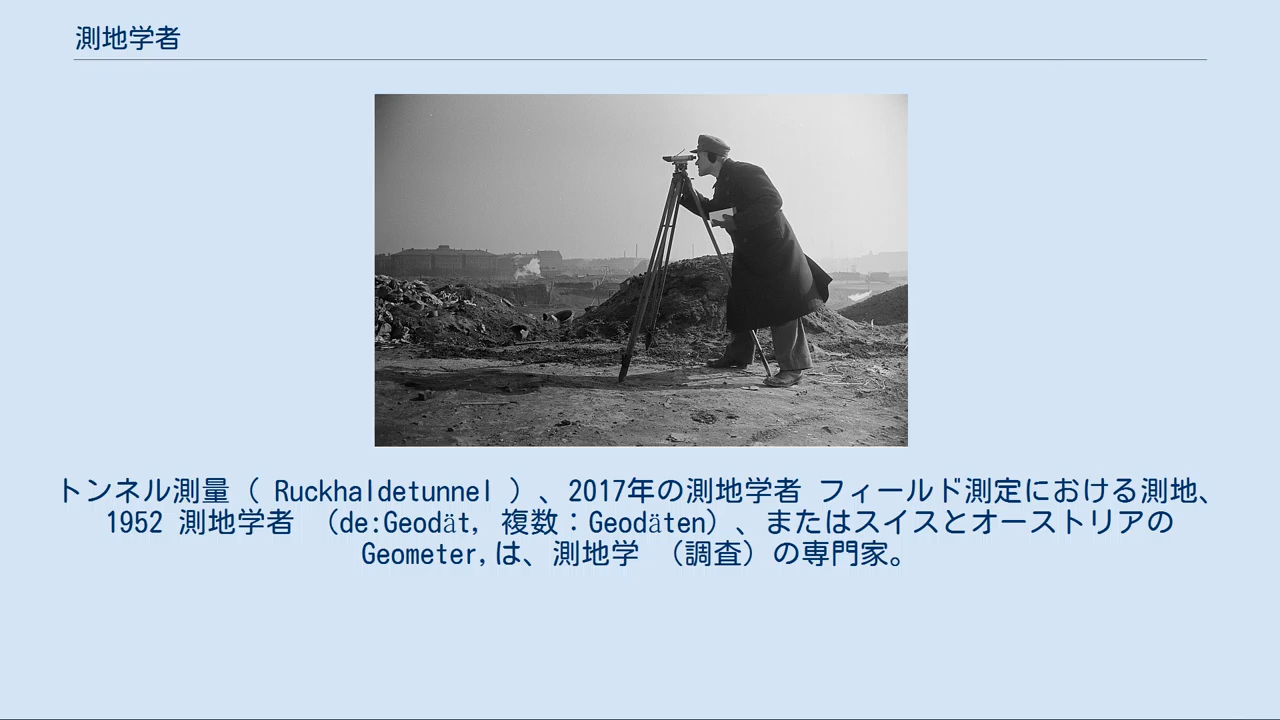 測地学者
トンネル測量（ Ruckhaldetunnel ）、2017年の測地学者 フィールド測定における測地、
1952 測地学者 （de:Geodät, 複数：Geodäten）、またはスイスとオーストリアの
Geometer,は、測地学 （調査）の専門家。